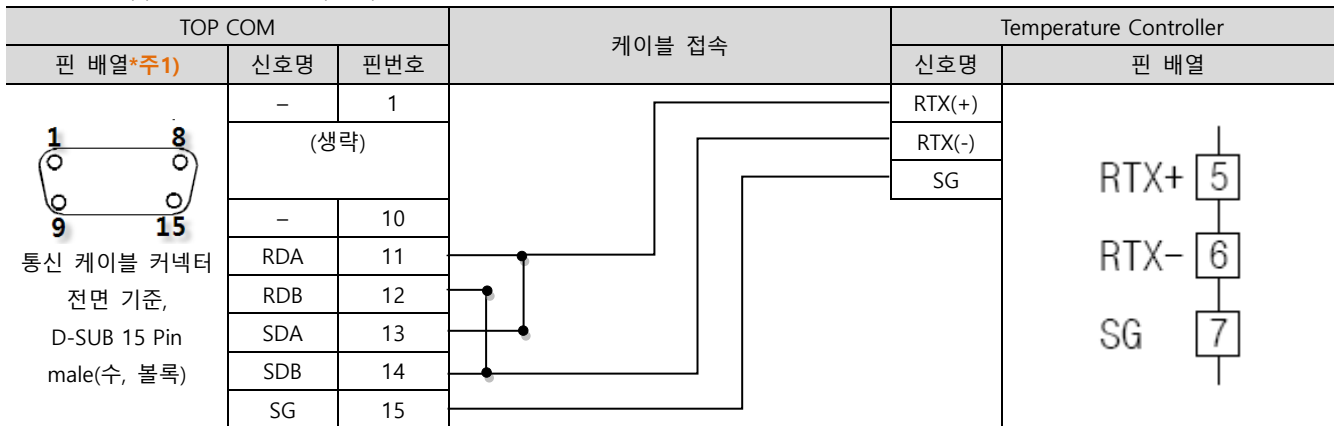 TOP COM 케이블 접속 Temperature Controller
핀 배열*주1) 신호명 핀번호 신호명 핀 배열
– 1 RTX(+)
(생략) RTX(-)
SG
1 8
9 15
통신 케이블 커넥터
전면 기준,
D-SUB 15 Pin
male(수, 볼록)
– 10
RDA 11
RDB 12
SDA 13
SDB 14
SG 15
RTX+ 5
RTX- 6
SG 7